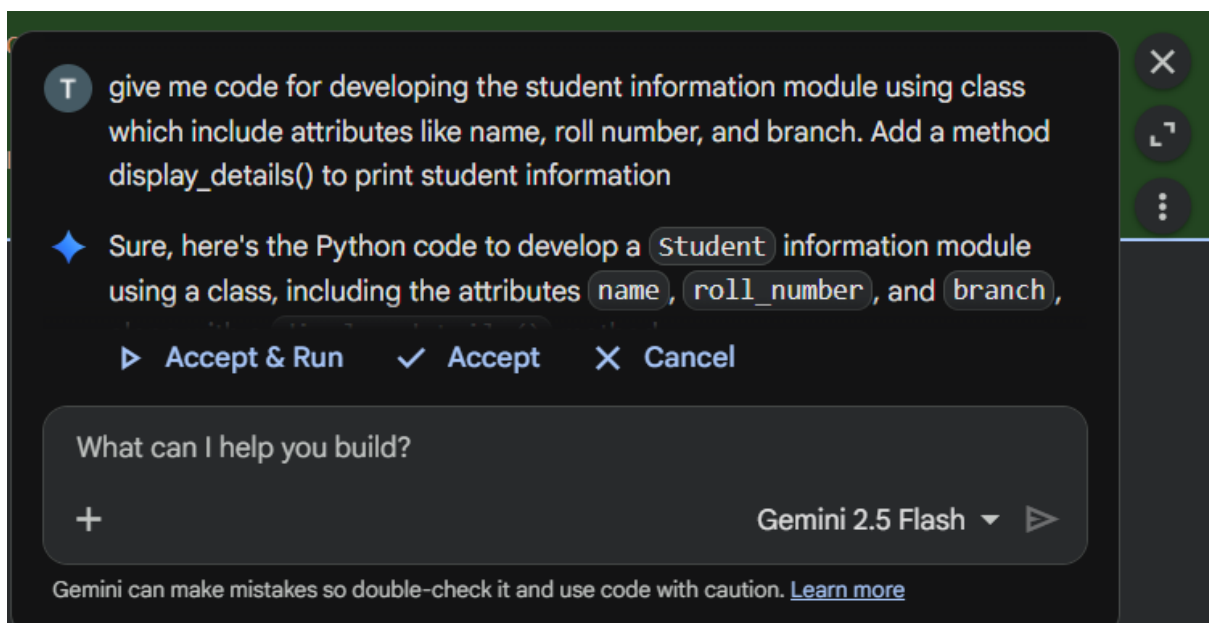 T
give me code for developing the student information module using class
which include attributes like name, roll number, and branch. Add a method
display_details() to print student information
Sure, here's the Python code to develop a Student information module
using a class, including the attributes name, roll_number, and branch,
Accept & Run
Accept
Cancel
What can I help you build?
Gemini 2.5 Flash
Gemini can make mistakes so double-check it and use code with caution. Learn more